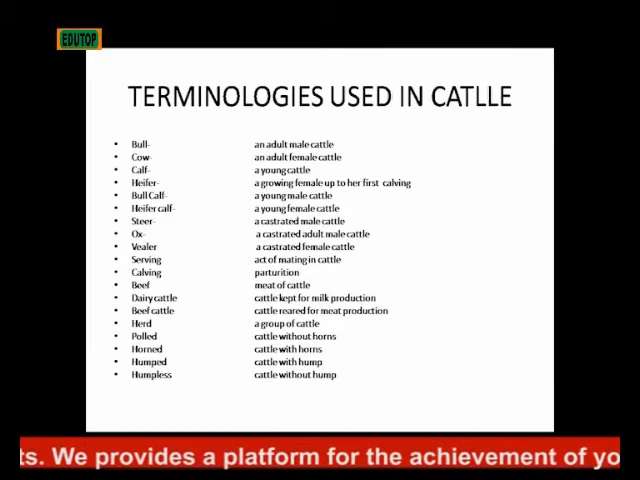 EDUTOP
TERMINOLOGIES USED IN CATLLE
• Bull- an adult male cattle
• Cow- an adult female cattle
• Calf- a young cattle
• Heifer- a growing female up to her first calving
• Bull Calf- a young male cattle
• Heifer calf- a young female cattle
• Steer- a castrated male cattle
• Ox- a castrated adult male cattle
• Vealer a castrated female cattle
• Serving act of mating in cattle
• Calving parturition
• Beef meat of cattle
• Dairy cattle cattle kept for milk production
• Beef cattle cattle reared for meat production
• Herd a group of cattle
• Polled cattle without horns
• Horned cattle with horns
• Humped cattle with hump
• Humpless cattle without hump
ts. We provides a platform for the achievement of yo